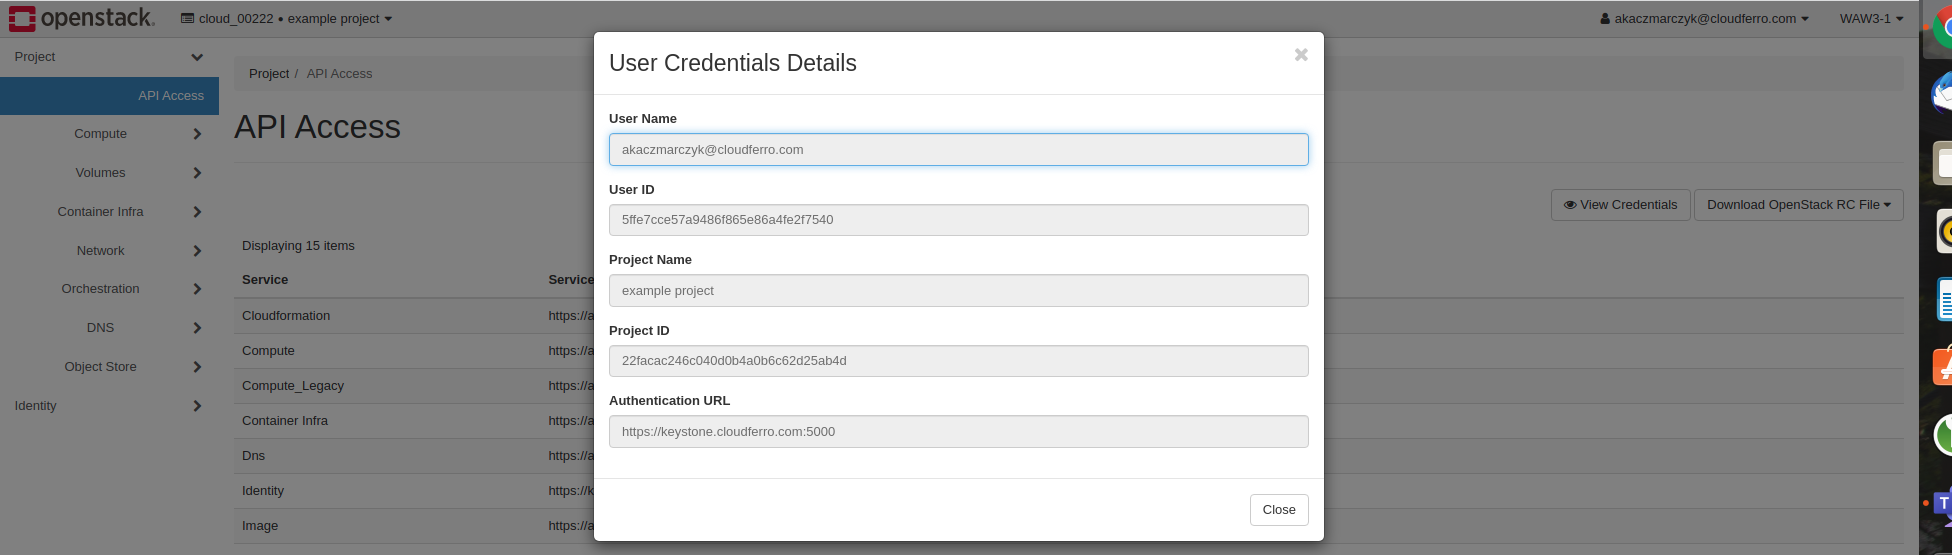 openstack. cloud_00222 • example project akaczmarczyk@cloudferro.com WAW3-1
Project
API Access
Compute
Volumes
Container Infra
Network
Orchestration
DNS
Object Store
Identity
Project / API Access
API Access
View Credentials Download OpenStack RC File
Displaying 15 items
Service Service
Cloudformation https://a
Compute https://a
Compute_Legacy https://a
Container Infra https://a
Dns https://a
Identity https://k
Image https://a
User Credentials Details
User Name
akaczmarczyk@cloudferro.com
User ID
5ffe7cce57a9486f865e86a4fe2f7540
Project Name
example project
Project ID
22facac246c040d0b4a0b6c62d25ab4d
Authentication URL
https://keystone.cloudferro.com:5000
Close
T